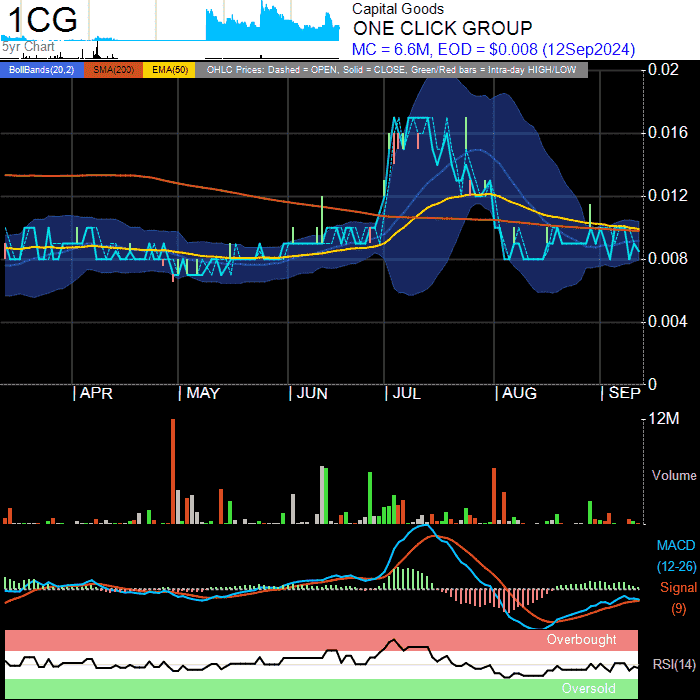 1CG
5yr Chart
Capital Goods
ONE CLICK GROUP
MC = 6.6M, EOD = $0.008 (12Sep2024)
BollBands(20,2) SMA(200) EMA(50) OHLC Prices: Dashed = OPEN, Solid = CLOSE, Green/Red bars = Intra-day HIGH/LOW
0.02
0.016
0.012
0.008
0.004
0
APR MAY JUN JUL AUG SEP
12M
Volume
MACD
(12-26)
Signal
(9)
Overbought
RSI(14)
Oversold